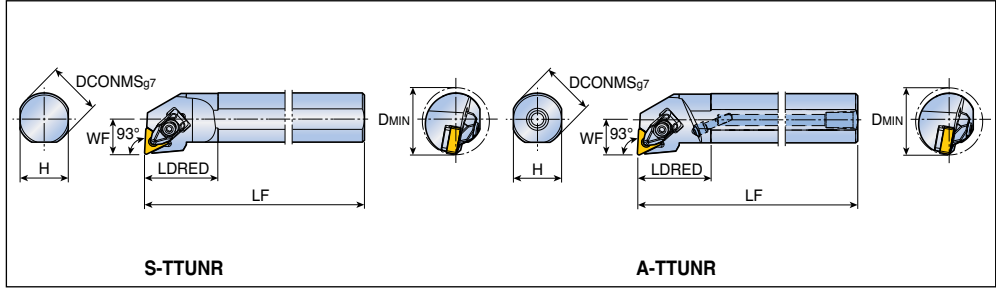 DCONMSg7
WF
93°
H
LDRED
LF
DMIN
S-TTUNR
DCONMSg7
WF
93°
H
LDRED
LF
DMIN
A-TTUNR